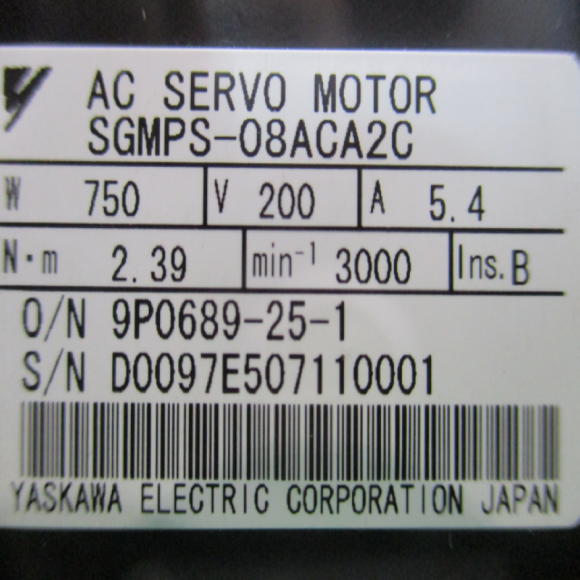 AC SERVO MOTOR
SGMPS-08ACA2C
W 750 V 200 A 5.4
N·m 2.39 min⁻¹ 3000 Ins. B
O/N 9P0689-25-1
S/N D0097E507110001
YASKAWA ELECTRIC CORPORATION JAPAN